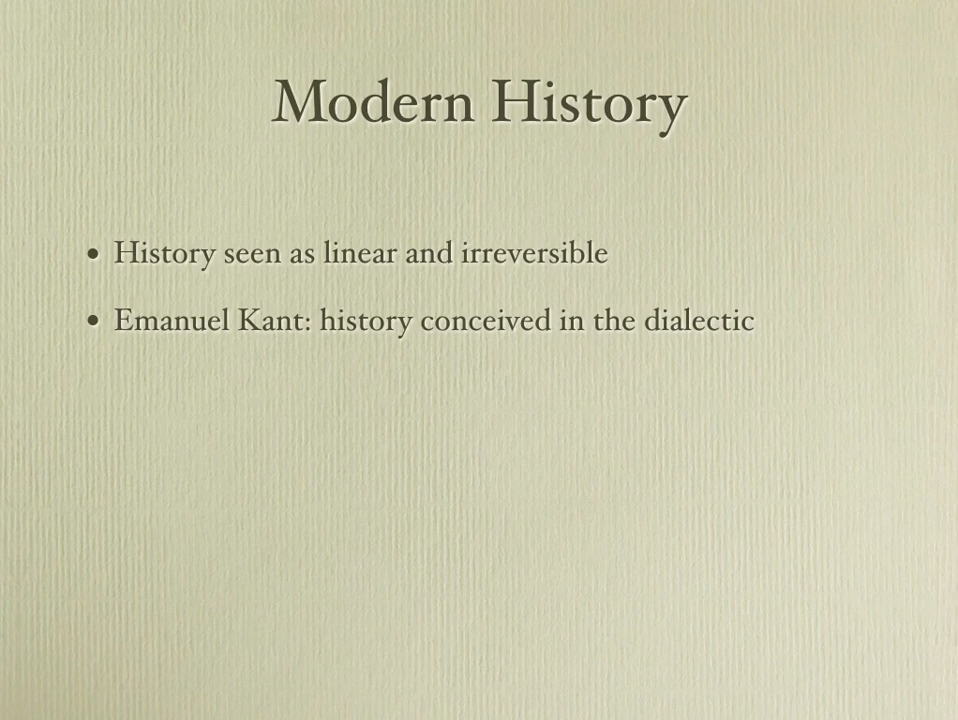 Modern History
• History seen as linear and irreversible
• Emanuel Kant: history conceived in the dialectic